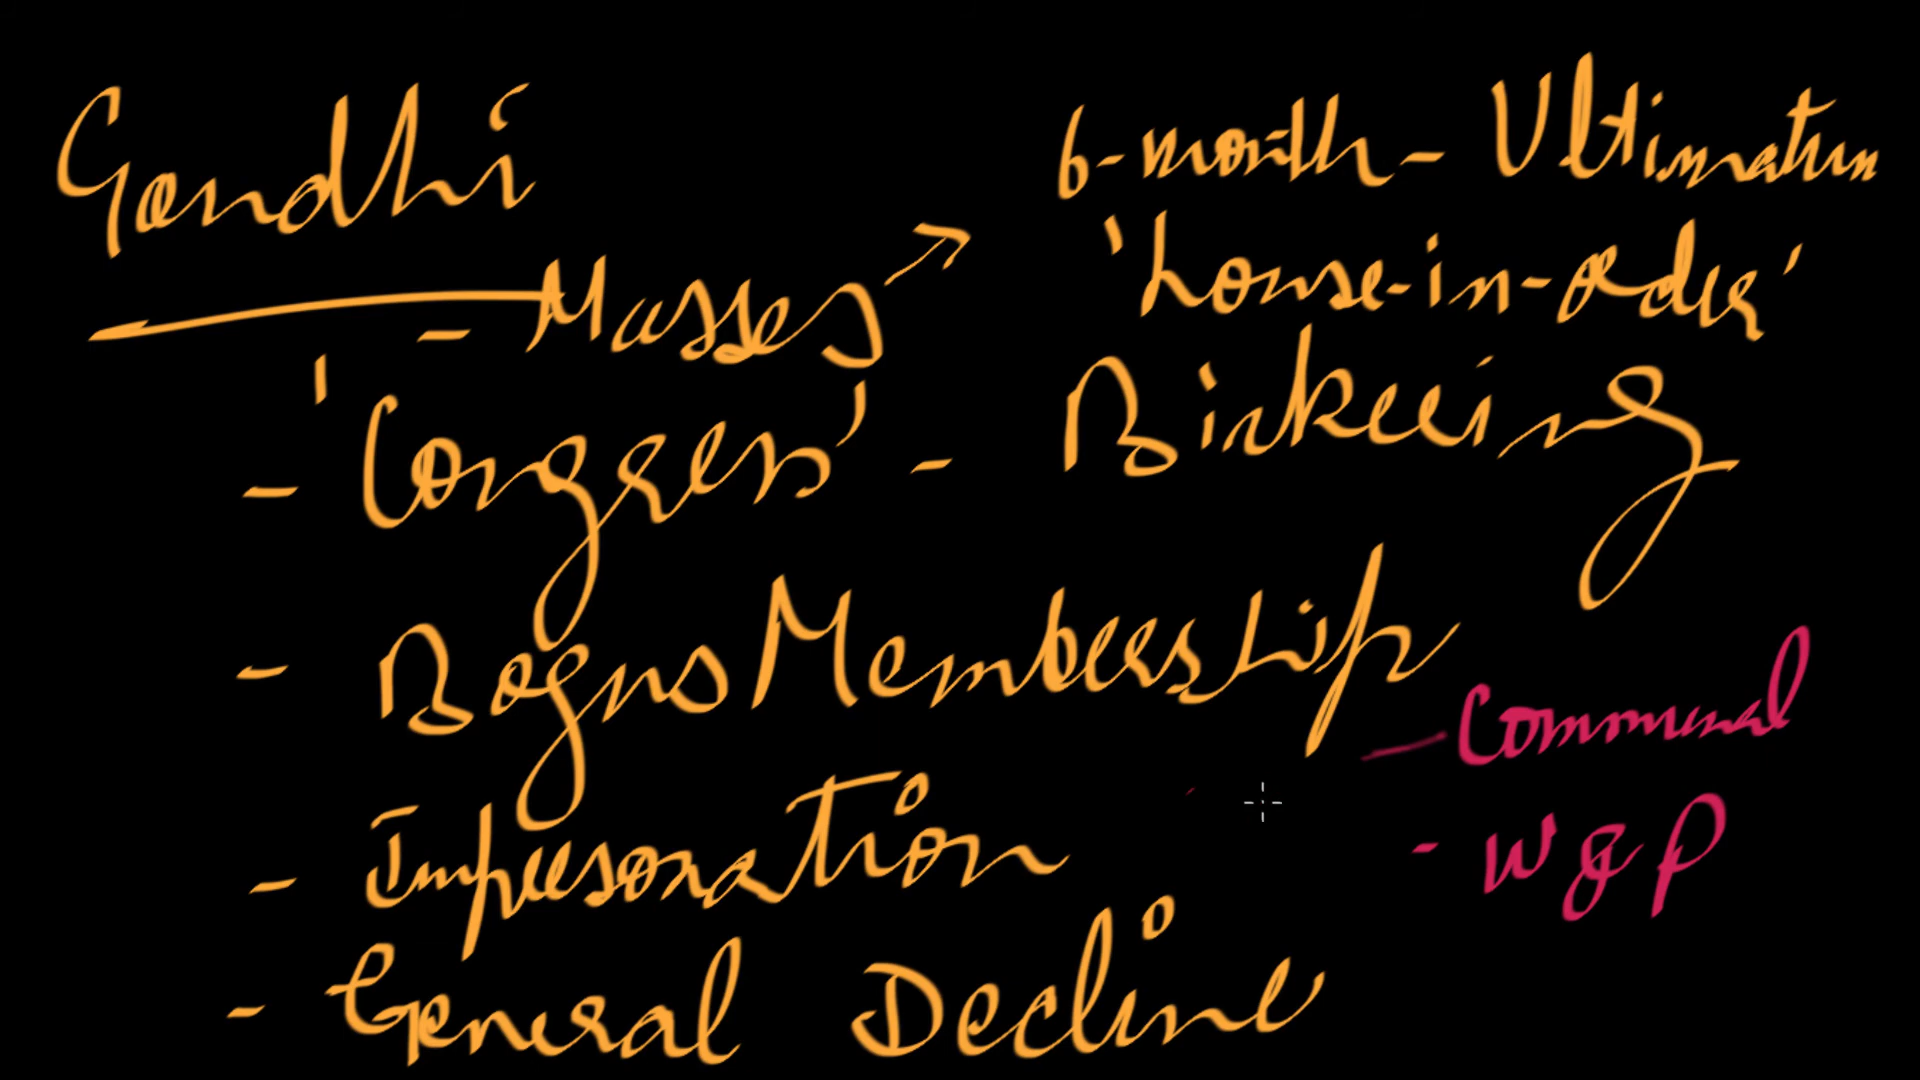 Gandhi
- Masses
6-month-Ultimatum
'house-in-order'
- 'Congress' - Bickering
- Bogus Membership
- Impersonation
- General Decline
- Communal
- W & P